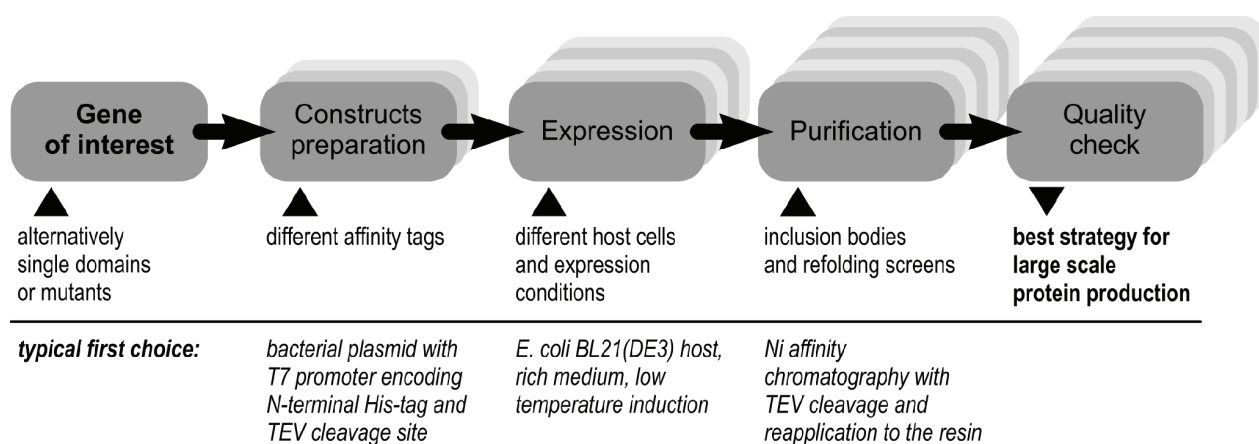 Gene
of interest
Constructs
preparation
Expression
Purification
Quality
check
alternatively
single domains
or mutants
different affinity tags
different host cells
and expression
conditions
inclusion bodies
and refolding screens
best strategy for
large scale
protein production
typical first choice:
bacterial plasmid with
T7 promoter encoding
N-terminal His-tag and
TEV cleavage site
E. coli BL21(DE3) host,
rich medium, low
temperature induction
Ni affinity
chromatography with
TEV cleavage and
reapplication to the resin